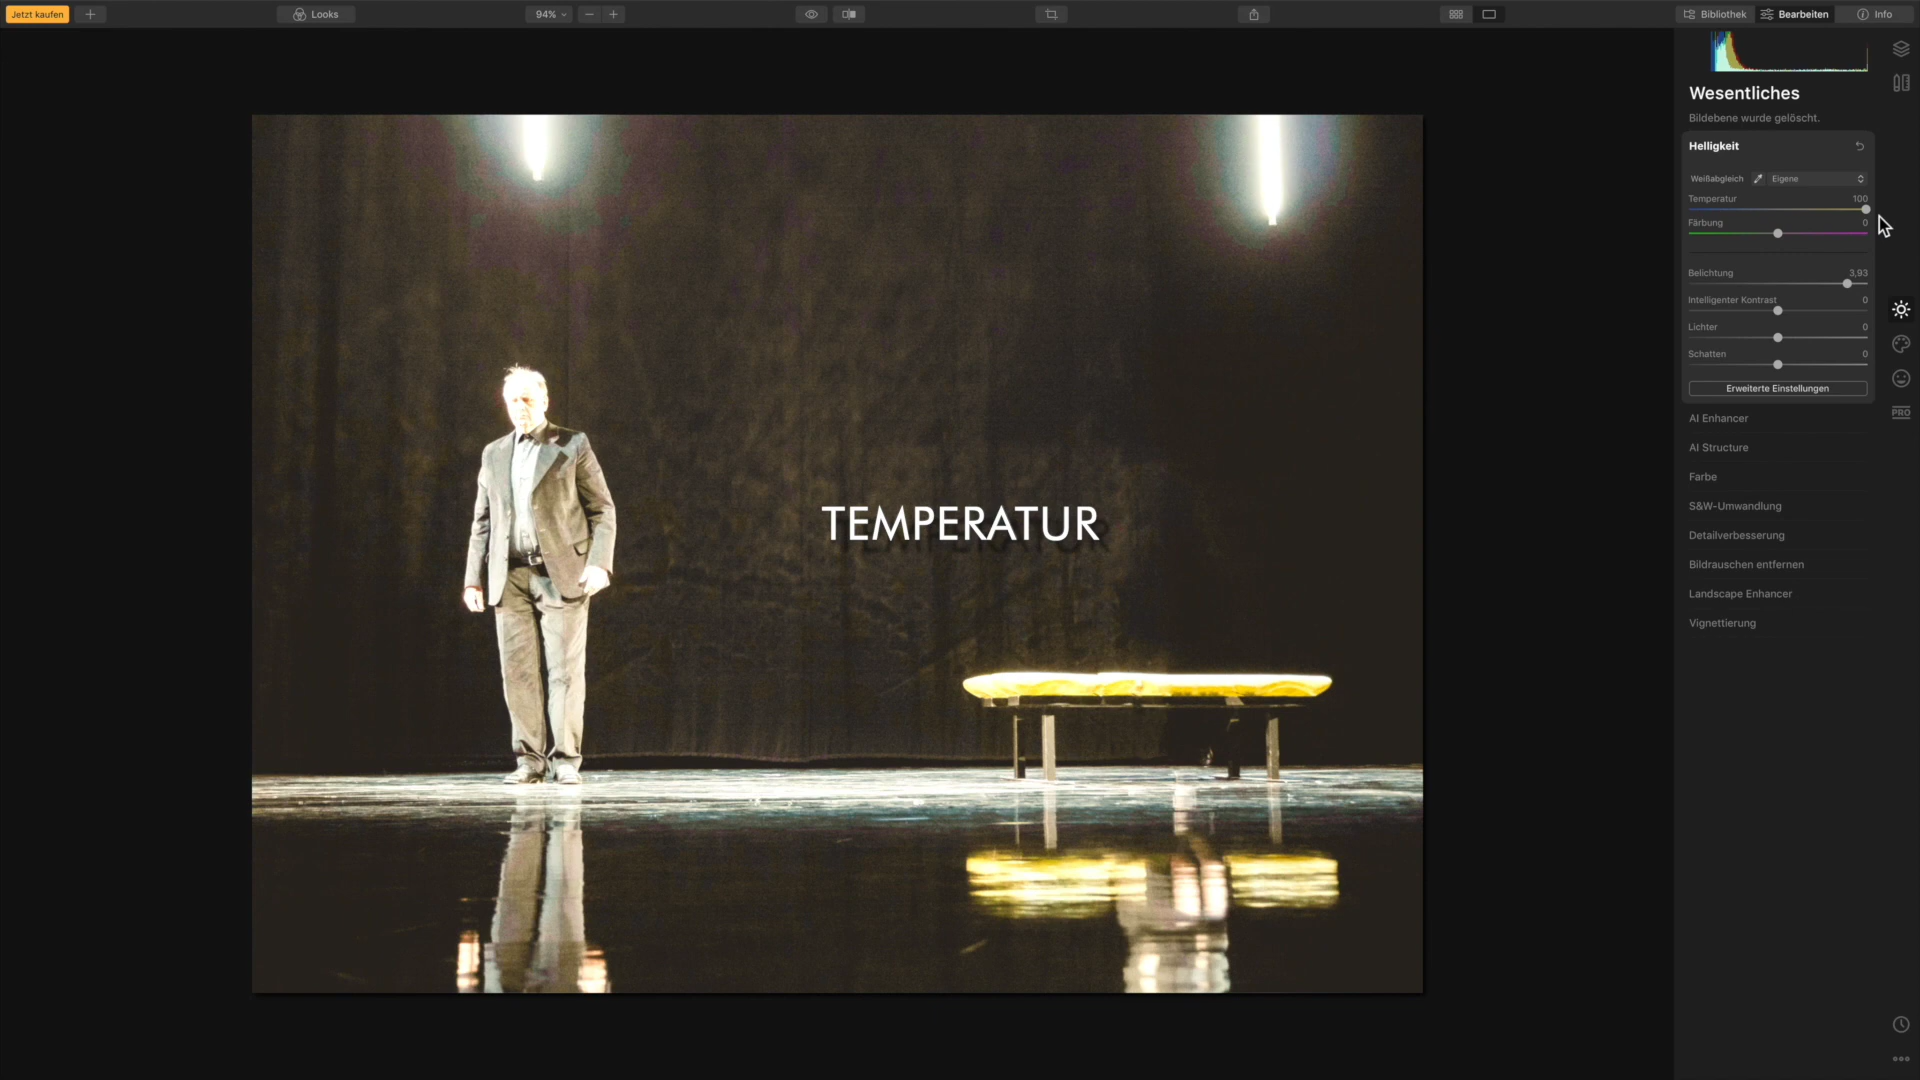 Jetzt kaufen
Looks
94%
Bibliothek
Bearbeiten
Info
Wesentliches
Bildebene wurde gelöscht.
Helligkeit
Weißabgleich Eigene
Temperatur 100
Färbung 0
Belichtung 3,93
Intelligenter Kontrast 0
Lichter 0
Schatten 0
Erweiterte Einstellungen
AI Enhancer
PRO
AI Structure
Farbe
S&W-Umwandlung
TEMPERATUR
Detailverbesserung
Bildrauschen entfernen
Landscape Enhancer
Vignettierung